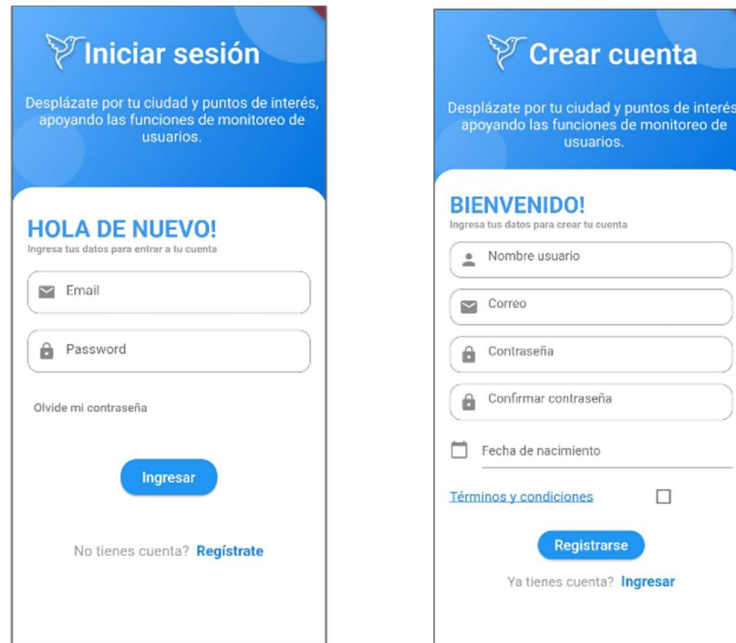 Iniciar sesión
Desplázate por tu ciudad y puntos de interés,
apoyando las funciones de monitoreo de
usuarios.
HOLA DE NUEVO!
Ingresa tus datos para entrar a tu cuenta
Email
Password
Olvide mi contraseña
Ingresar
No tienes cuenta? Regístrate
Crear cuenta
Desplázate por tu ciudad y puntos de interés
apoyando las funciones de monitoreo de
usuarios.
BIENVENIDO!
Ingresa tus datos para crear tu cuenta
Nombre usuario
Correo
Contraseña
Confirmar contraseña
Fecha de nacimiento
Términos y condiciones
Registrarse
Ya tienes cuenta? Ingresar